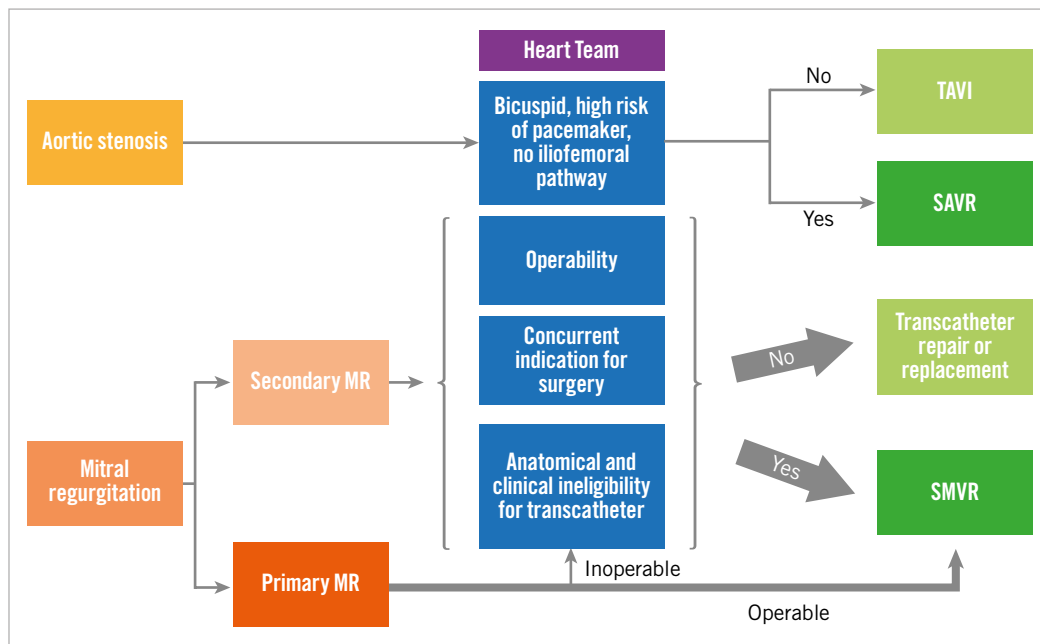 Heart Team
Aortic stenosis
Bicuspid, high risk
of pacemaker,
no iliofemoral
pathway
No
TAVI
Yes
SAVR
Operability
Concurrent
indication for
surgery
Anatomical and
clinical ineligibility
for transcatheter
Secondary MR
Mitral
regurgitation
Primary MR
No
Transcatheter
repair or
replacement
Yes
SMVR
Inoperable
Operable